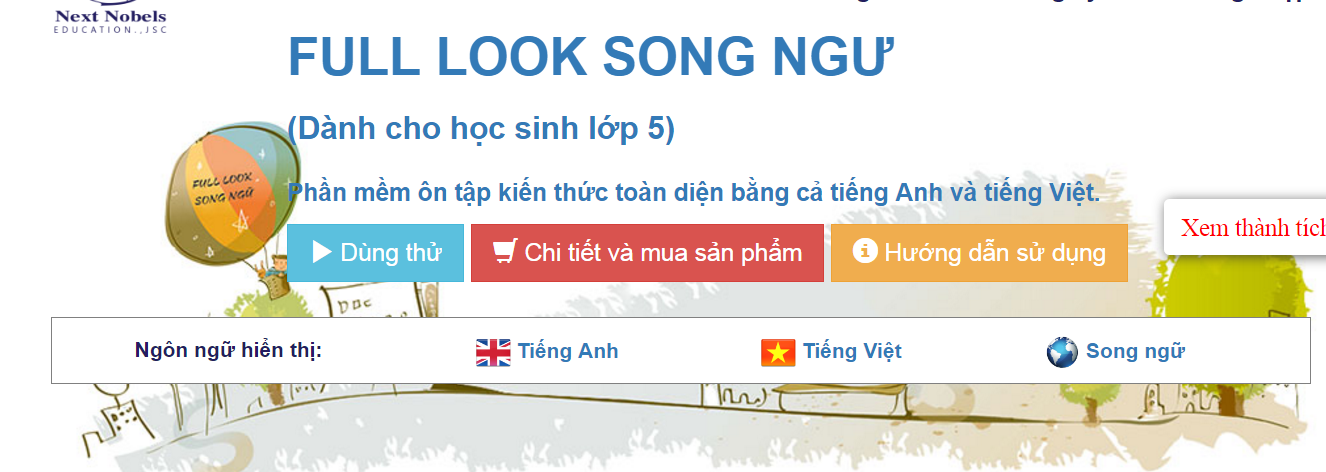 Next Nobels
EDUCATION.,JSC
FULL LOOK SONG NGƯ
(Dành cho học sinh lớp 5)
FULL LOOK
SONG NGỮ
Phần mềm ôn tập kiến thức toàn diện bằng cả tiếng Anh và tiếng Việt.
Xem thành tích
Dùng thử Chi tiết và mua sản phẩm Hướng dẫn sử dụng
Ngôn ngữ hiển thị: Tiếng Anh Tiếng Việt Song ngữ